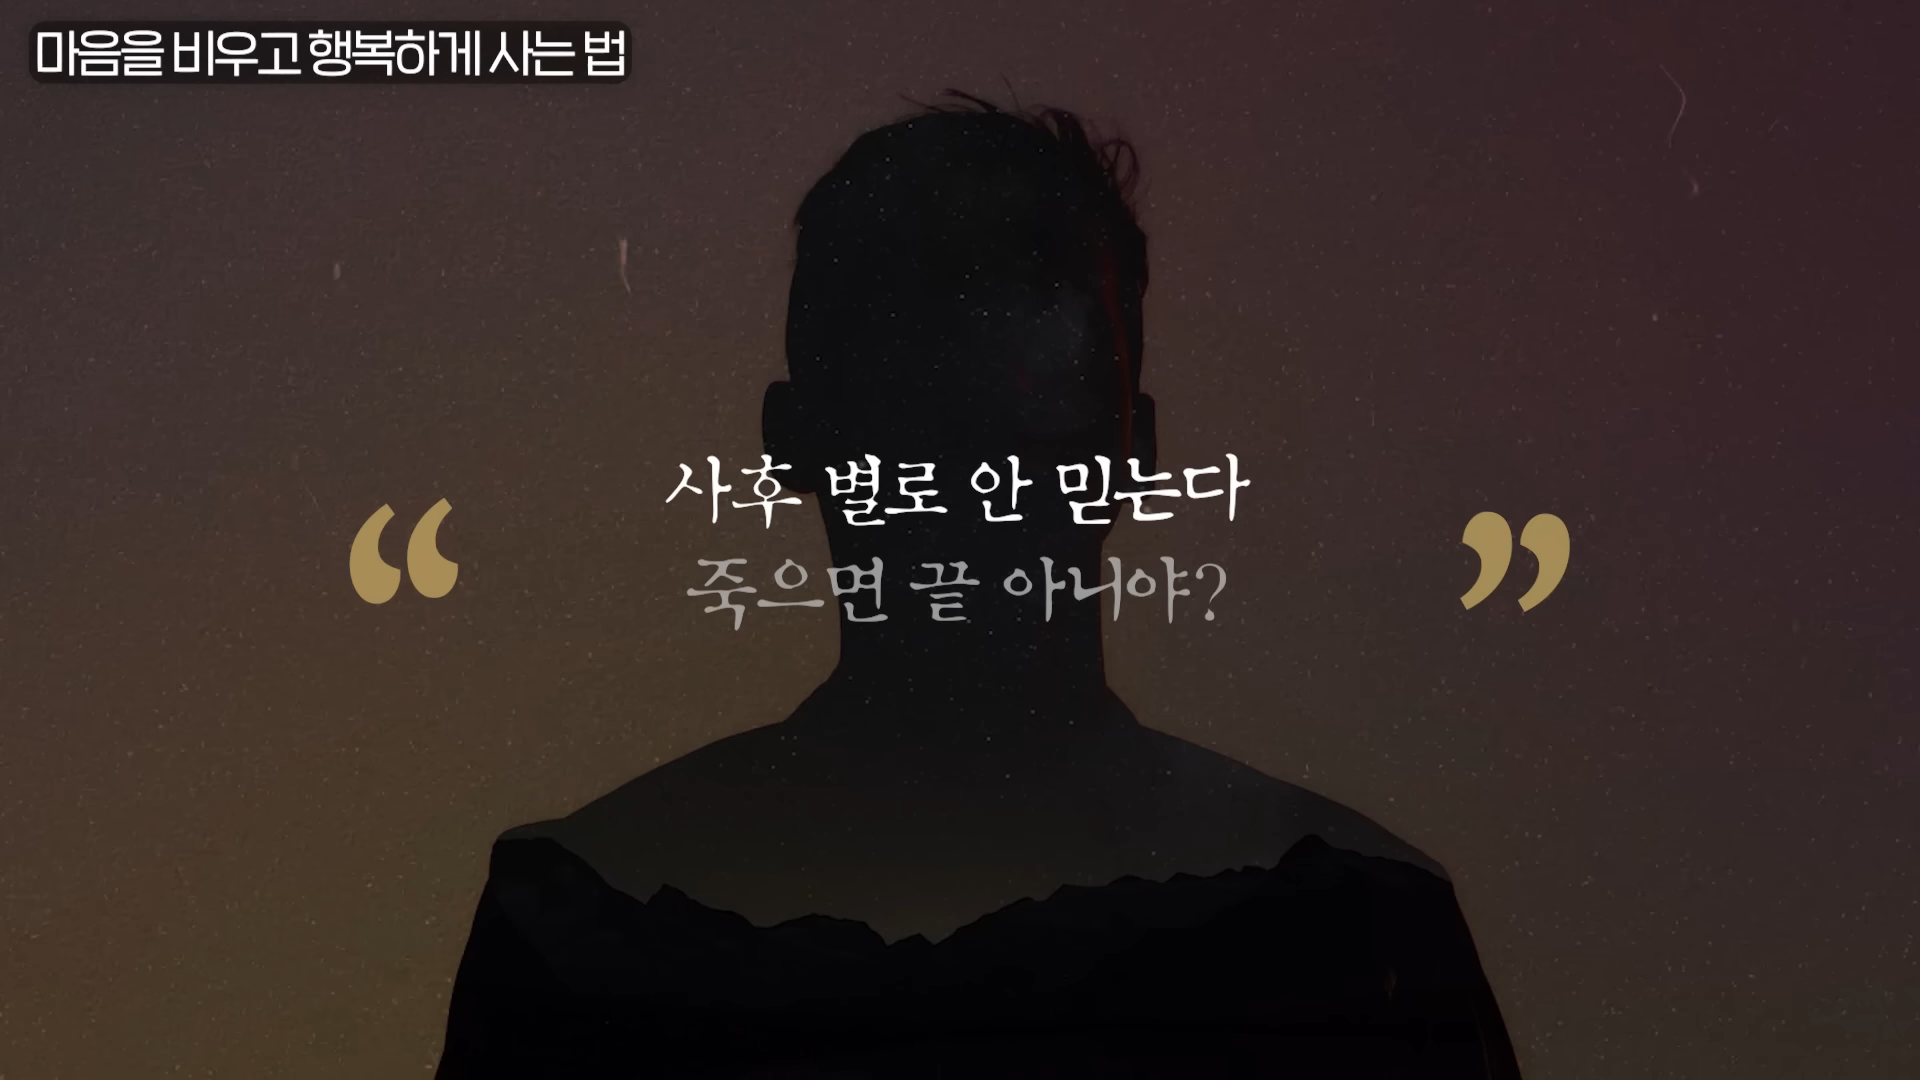 마음을 비우고 행복하게 사는 법
“ 사후 별로 안 믿는다
죽으면 끝 아니야? ”